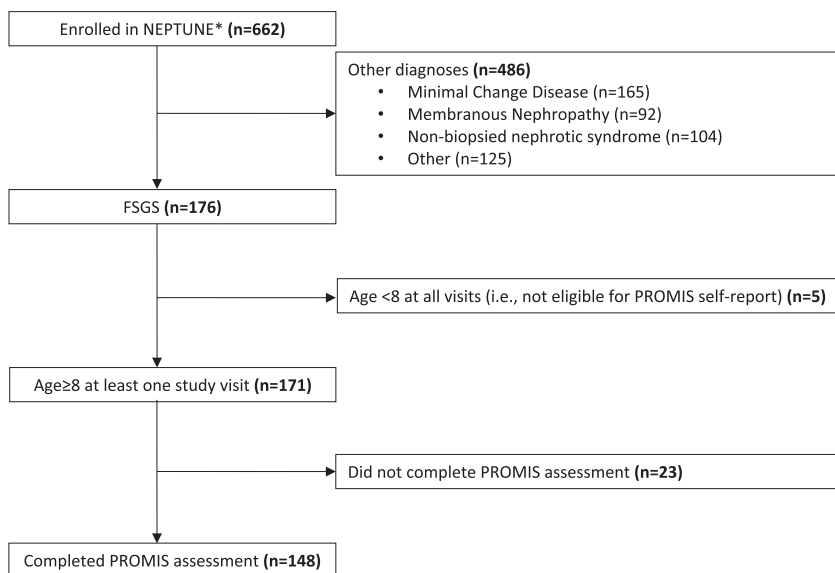 Enrolled in NEPTUNE* (n=662)
Other diagnoses (n=486)
• Minimal Change Disease (n=165)
• Membranous Nephropathy (n=92)
• Non-biopsied nephrotic syndrome (n=104)
• Other (n=125)
FSGS (n=176)
Age <8 at all visits (i.e., not eligible for PROMIS self-report) (n=5)
Age≥8 at least one study visit (n=171)
Did not complete PROMIS assessment (n=23)
Completed PROMIS assessment (n=148)